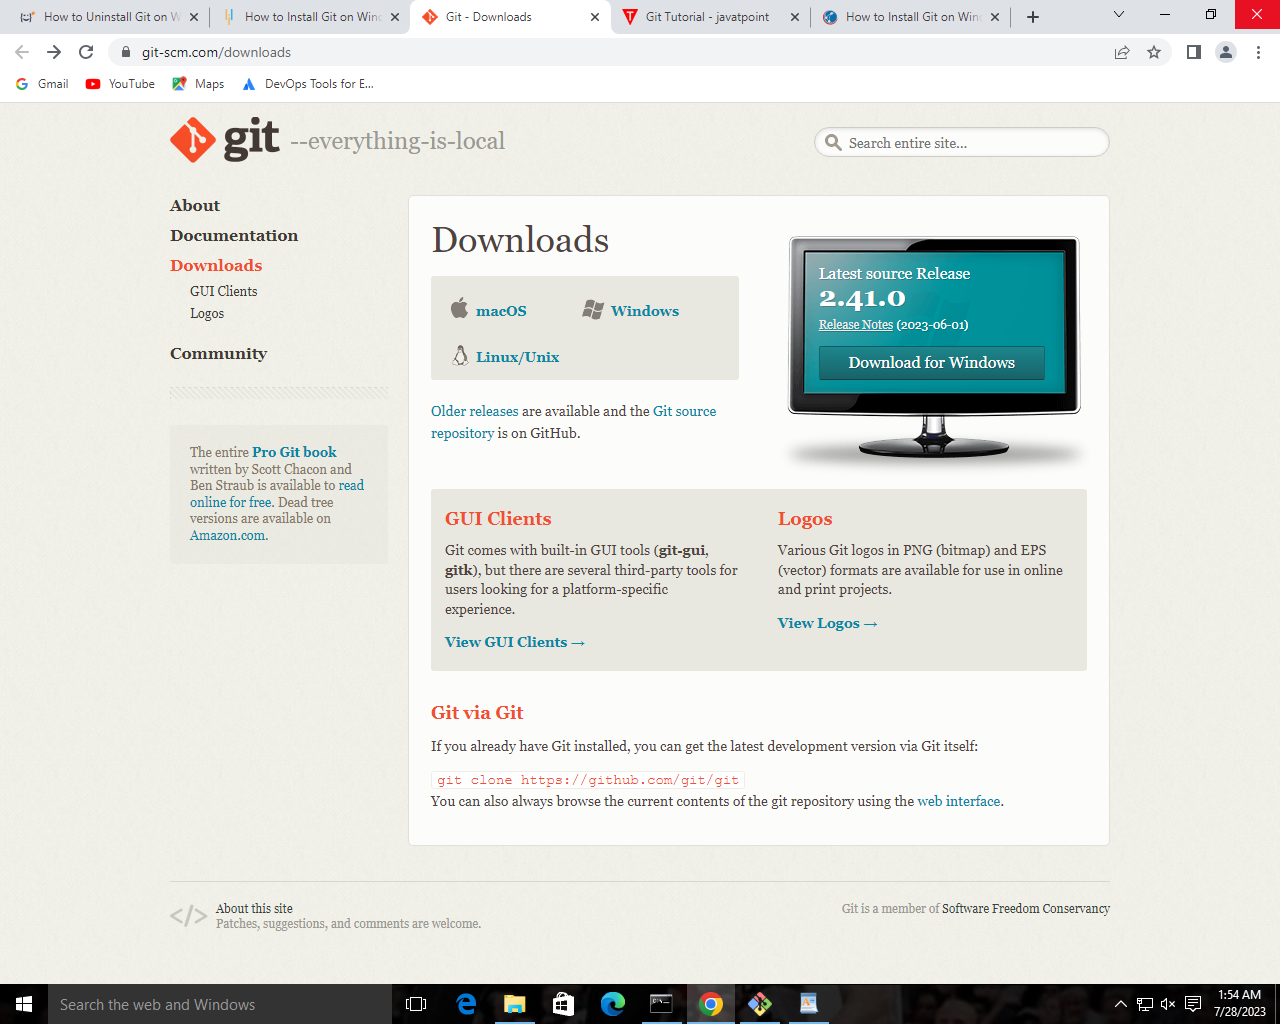 How to Uninstall Git on W
How to Install Git on Wind
Git - Downloads
Git Tutorial - javatpoint
How to Install Git on Wind
git-scm.com/downloads
Gmail
YouTube
Maps
DevOps Tools for E...
git --everything-is-local
Search entire site...
About
Documentation
Downloads
GUI Clients
Logos
Community
The entire Pro Git book
written by Scott Chacon and
Ben Straub is available to read
online for free. Dead tree
versions are available on
Amazon.com.
Downloads
macOS
Windows
Linux/Unix
Older releases are available and the Git source
repository is on GitHub.
Latest source Release
2.41.0
Release Notes (2023-06-01)
Download for Windows
GUI Clients
Git comes with built-in GUI tools (git-gui,
gitk), but there are several third-party tools for
users looking for a platform-specific
experience.
View GUI Clients →
Logos
Various Git logos in PNG (bitmap) and EPS
(vector) formats are available for use in online
and print projects.
View Logos →
Git via Git
If you already have Git installed, you can get the latest development version via Git itself:
git clone https://github.com/git/git
You can also always browse the current contents of the git repository using the web interface.
</>
About this site
Patches, suggestions, and comments are welcome.
Git is a member of Software Freedom Conservancy
Search the web and Windows
1:54 AM
7/28/2023